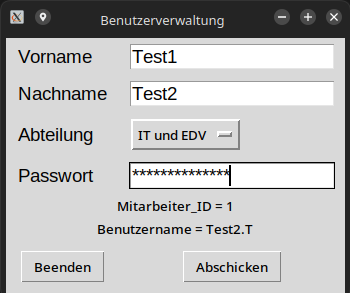 Benutzerverwaltung
Vorname Test1
Nachname Test2
Abteilung IT und EDV
Passwort **************
Mitarbeiter_ID = 1
Benutzername = Test2.T
Beenden Abschicken